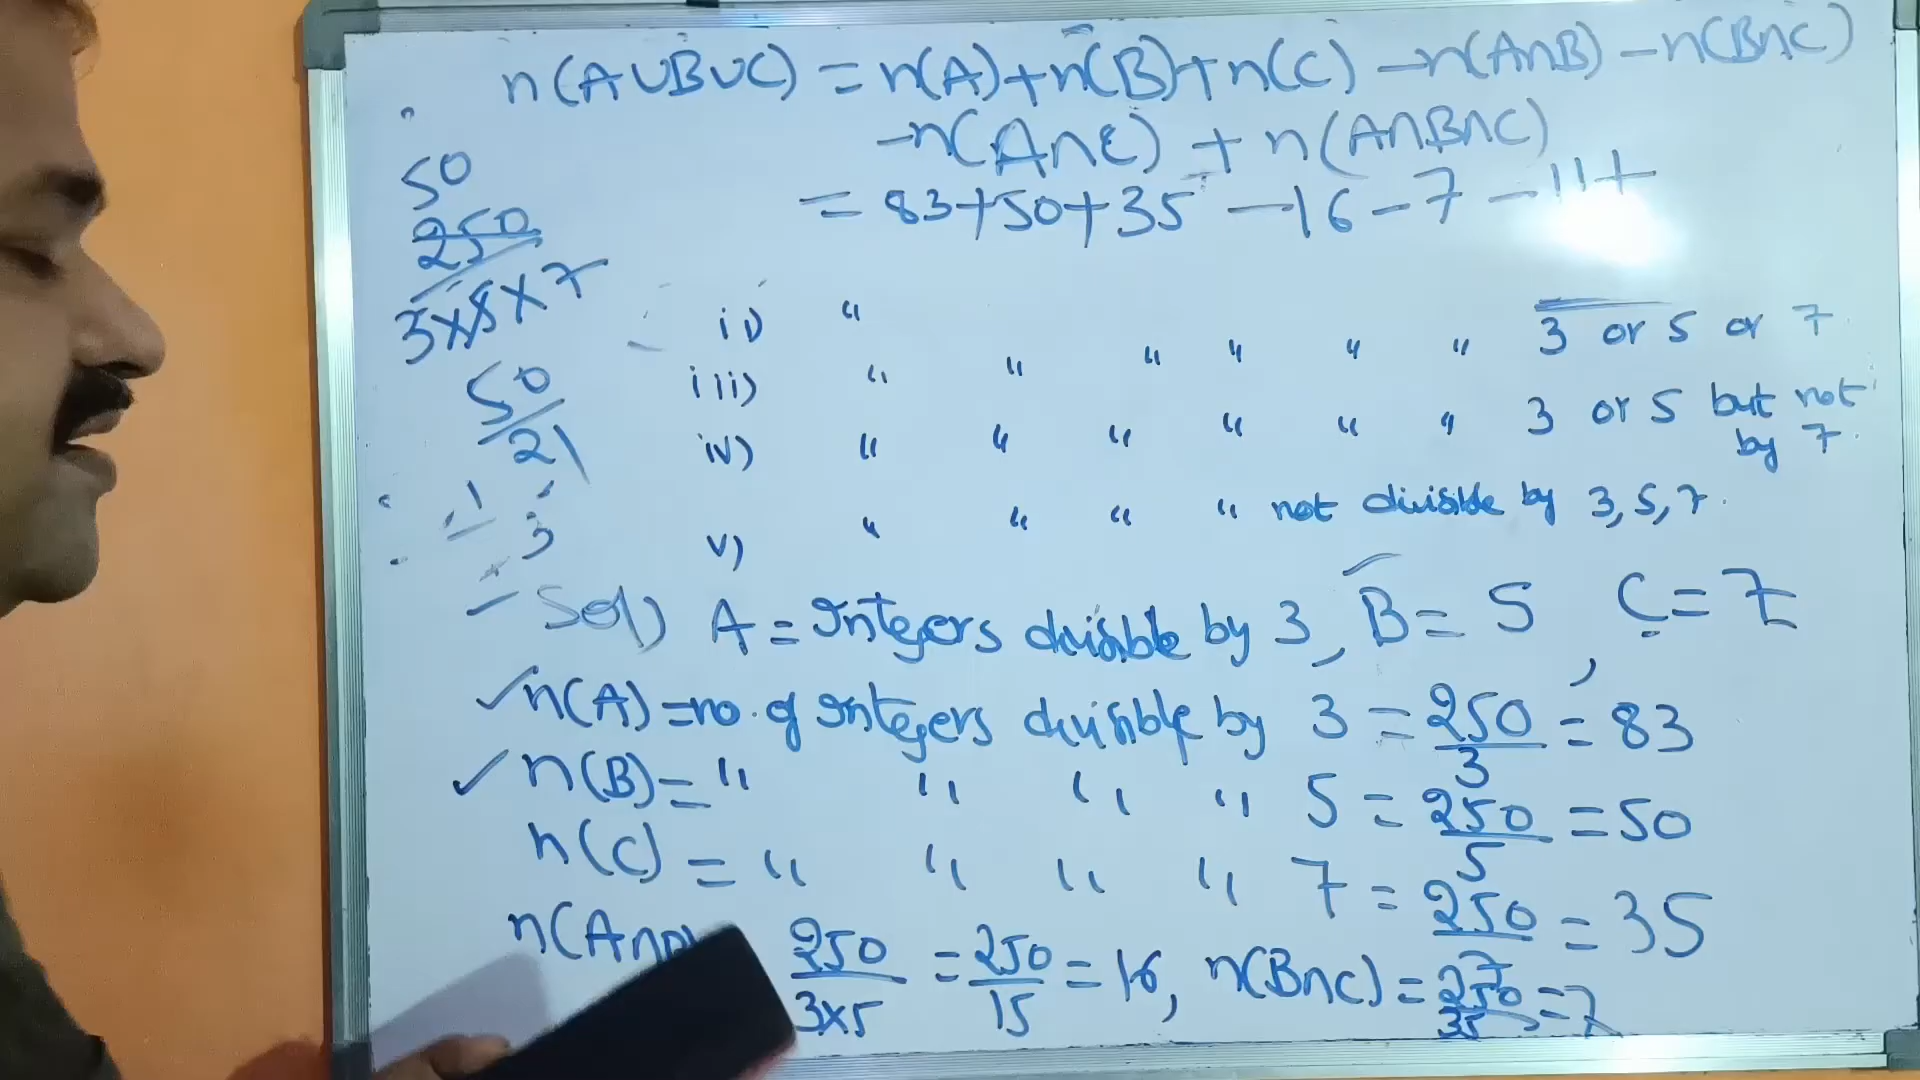 n(A∪B∪C) = n(A)+n(B)+n(C) -n(A∩B) -n(B∩C)
-n(A∩C) + n(A∩B∩C)
= 83+50+35 -16-7-11+
50
250
3×5×7
50
21
ii) " 3 or 5 or 7
iii) " " " " " " 3 or 5 but not by 7.
iv) " " " " " "
v) " " " " not divisible by 3,5,7.
Sol) A = Integers divisible by 3, B = 5, C = 7
✓n(A) = no. of Integers divisible by 3 = 250/3 = 83
✓n(B) = " " " " 5 = 250/5 = 50
n(C) = " " " " 7 = 250/7 = 35
n(A∩ 250/3×5 = 250/15 = 16, n(B∩C) = 250/35 = 7